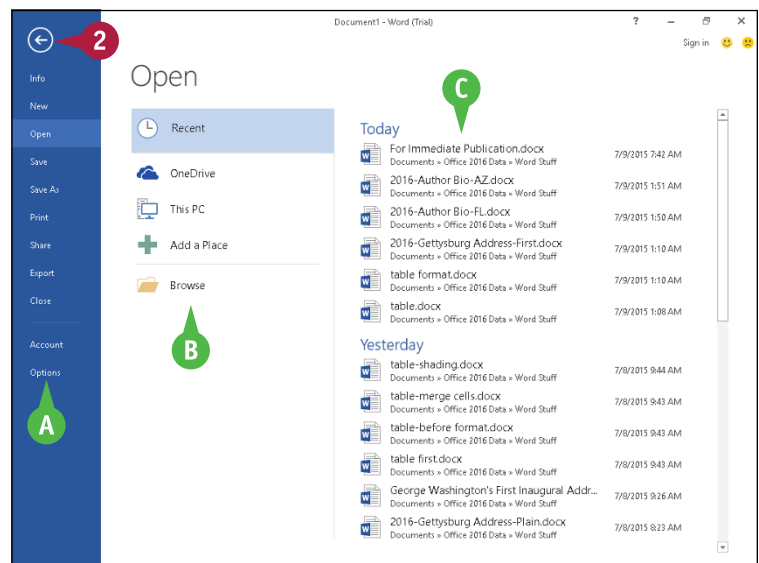 Document1 - Word (Trial)
?
Sign in
2
Info
New
Open
Save
Save As
Print
Share
Export
Close
Account
Options
A
Open
Recent
OneDrive
This PC
Add a Place
Browse
B
C
Today
For Immediate Publication.docx
Documents » Office 2016 Data » Word Stuff
7/9/2015 7:42 AM
2016-Author Bio-AZ.docx
Documents » Office 2016 Data » Word Stuff
7/9/2015 1:51 AM
2016-Author Bio-FL.docx
Documents » Office 2016 Data » Word Stuff
7/9/2015 1:50 AM
2016-Gettysburg Address-First.docx
Documents » Office 2016 Data » Word Stuff
7/9/2015 1:10 AM
table format.docx
Documents » Office 2016 Data » Word Stuff
7/9/2015 1:10 AM
table.docx
Documents » Office 2016 Data » Word Stuff
7/9/2015 1:08 AM
Yesterday
table-shading.docx
Documents » Office 2016 Data » Word Stuff
7/8/2015 9:44 AM
table-merge cells.docx
Documents » Office 2016 Data » Word Stuff
7/8/2015 9:43 AM
table-before format.docx
Documents » Office 2016 Data » Word Stuff
7/8/2015 9:43 AM
table first.docx
Documents » Office 2016 Data » Word Stuff
7/8/2015 9:43 AM
George Washington's First Inaugural Addr...
Documents » Office 2016 Data » Word Stuff
7/8/2015 9:26 AM
2016-Gettysburg Address-Plain.docx
Documents » Office 2016 Data » Word Stuff
7/8/2015 8:23 AM